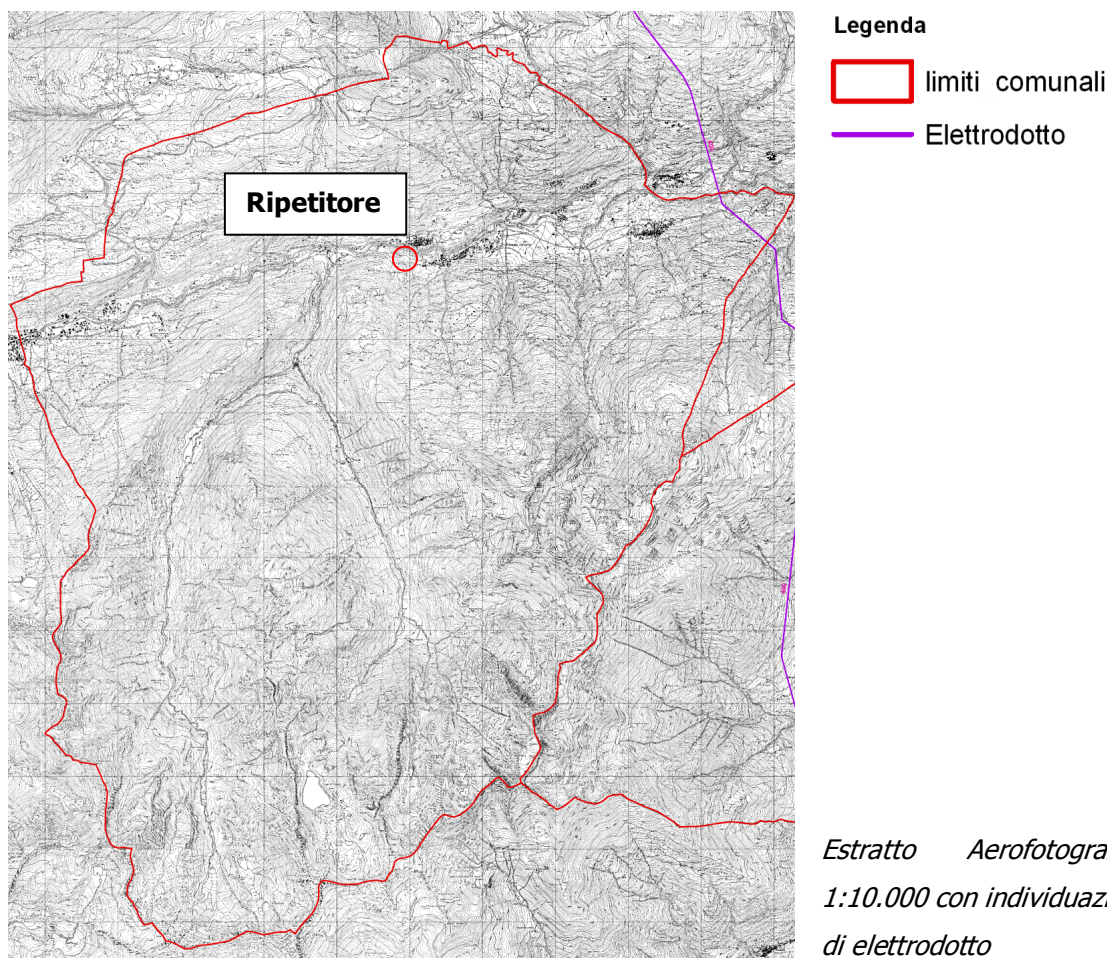 Legenda
limiti comunali
Elettrodotto
Ripetitore
Estratto Aerofotogra
1:10.000 con individuazi
di elettrodotto